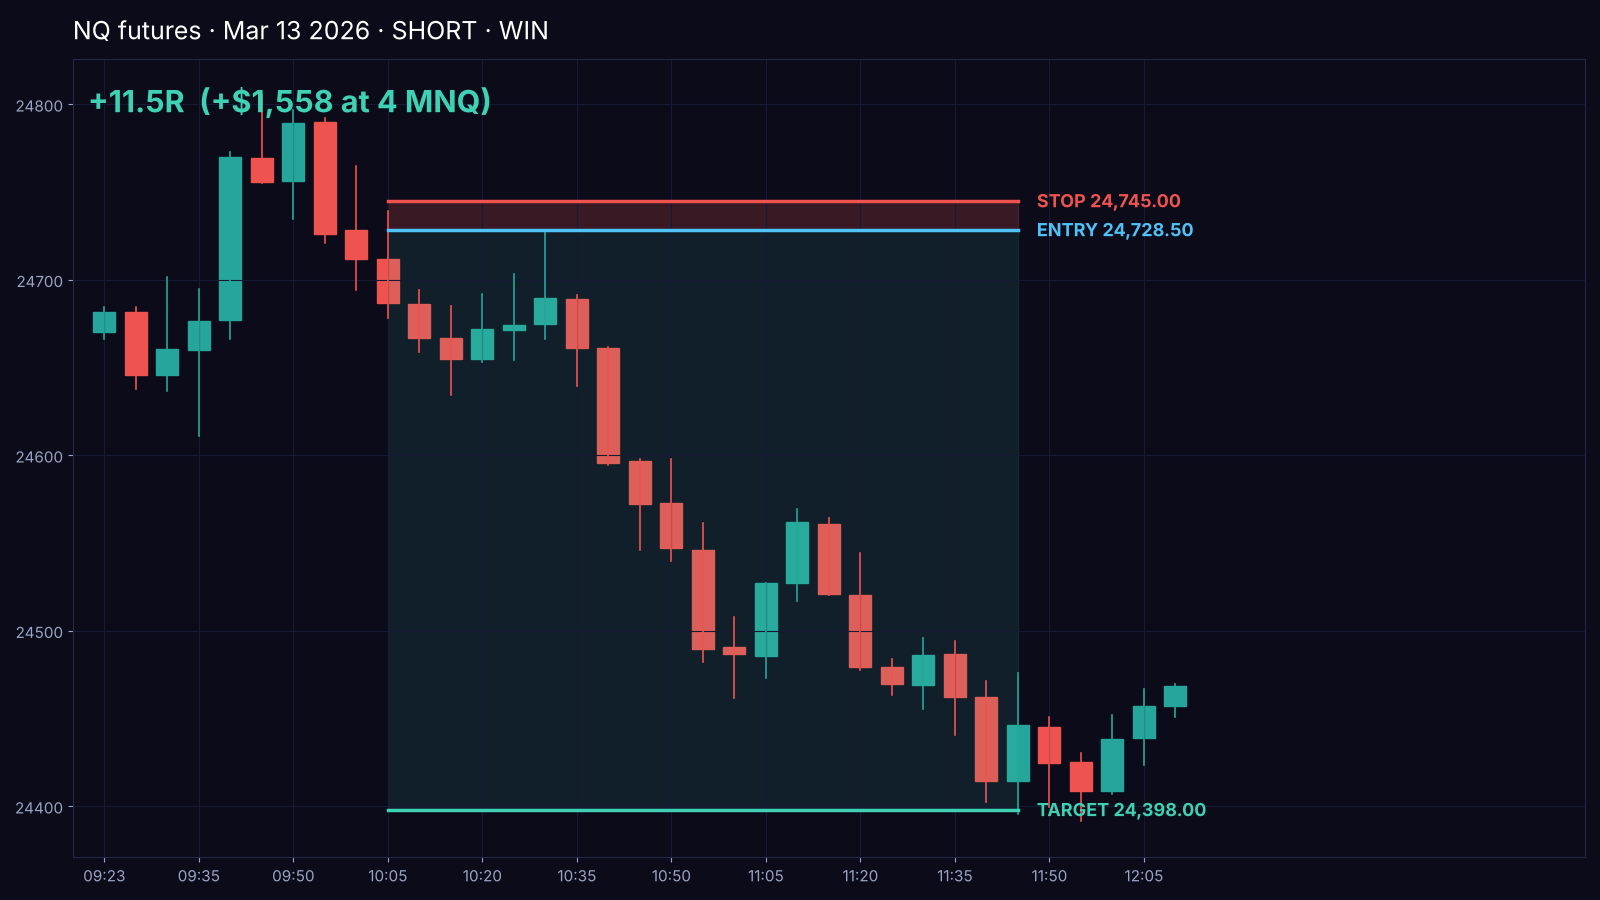 NQ futures · Mar 13 2026 · SHORT · WIN
+11.5R (+$1,558 at 4 MNQ)
24800
STOP 24,745.00
ENTRY 24,728.50
24700
24600
24500
24400
TARGET 24,398.00
09:23 09:35 09:50 10:05 10:20 10:35 10:50 11:05 11:20 11:35 11:50 12:05